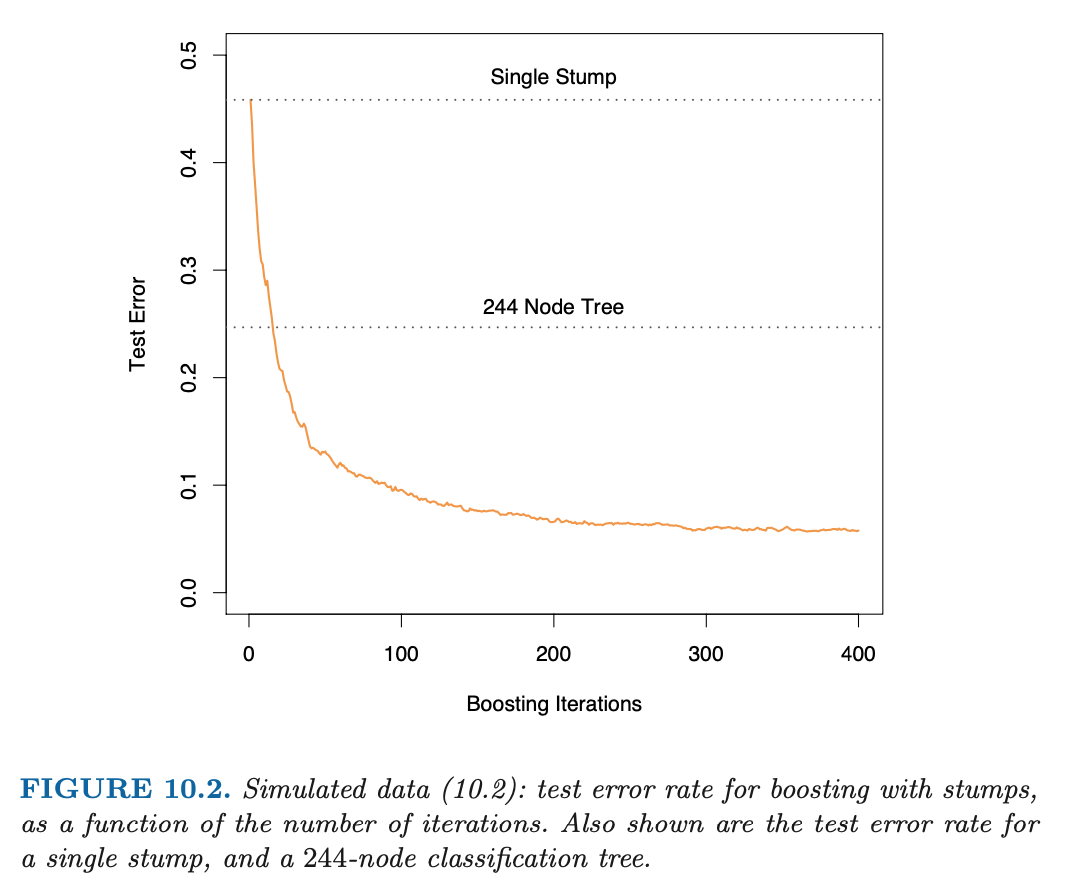 0.5
Single Stump
0.4
0.3
244 Node Tree
Test Error
0.2
0.1
0.0
0 100 200 300 400
Boosting Iterations
FIGURE 10.2. Simulated data (10.2): test error rate for boosting with stumps,
as a function of the number of iterations. Also shown are the test error rate for
a single stump, and a 244-node classification tree.